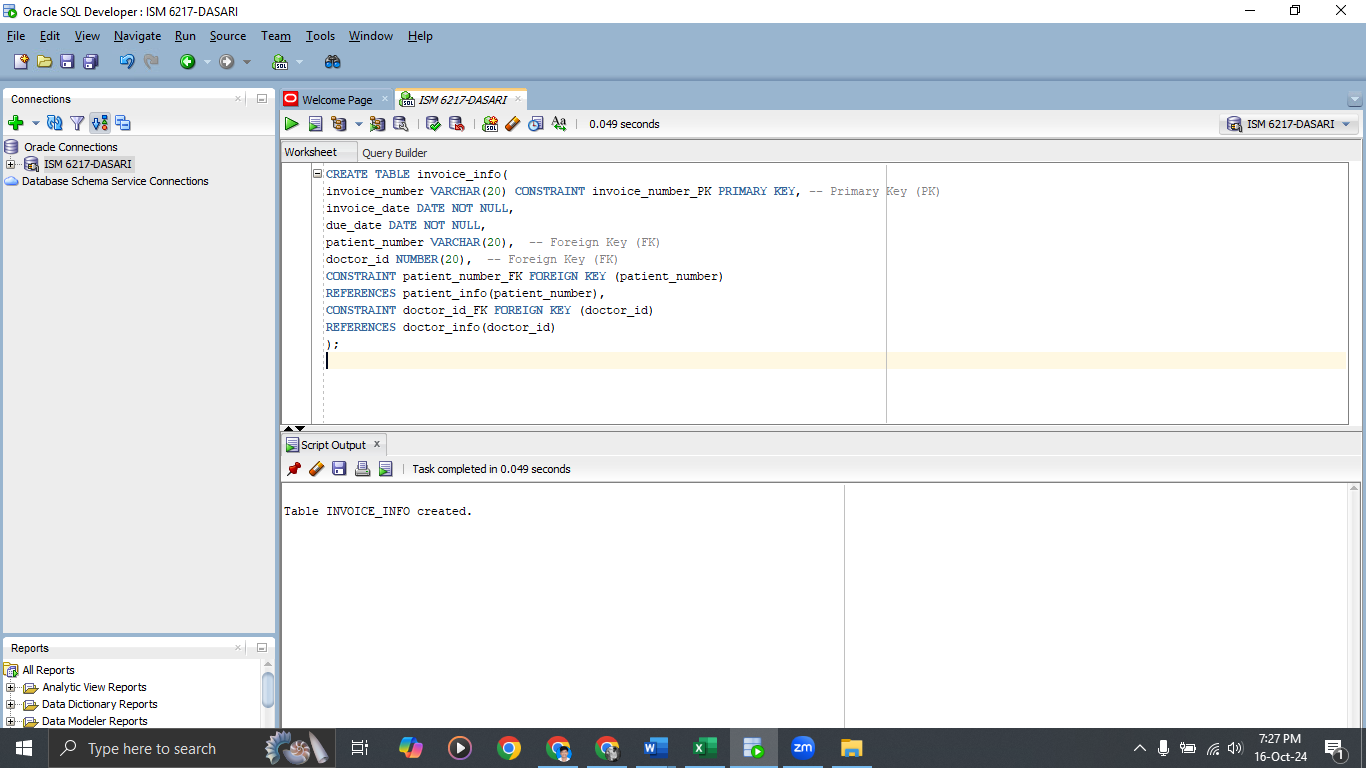 Oracle SQL Developer : ISM 6217-DASARI
File Edit View Navigate Run Source Team Tools Window Help
Connections
Oracle Connections
ISM 6217-DASARI
Database Schema Service Connections
Welcome Page
ISM 6217-DASARI
0.049 seconds
ISM 6217-DASARI
Worksheet Query Builder
CREATE TABLE invoice_info(
invoice_number VARCHAR(20) CONSTRAINT invoice_number_PK PRIMARY KEY, -- Primary Key (PK)
invoice_date DATE NOT NULL,
due_date DATE NOT NULL,
patient_number VARCHAR(20),  -- Foreign Key (FK)
doctor_id NUMBER(20),  -- Foreign Key (FK)
CONSTRAINT patient_number_FK FOREIGN KEY (patient_number)
REFERENCES patient_info(patient_number),
CONSTRAINT doctor_id_FK FOREIGN KEY (doctor_id)
REFERENCES doctor_info(doctor_id)
);
Script Output
Task completed in 0.049 seconds
Table INVOICE_INFO created.
Reports
All Reports
Analytic View Reports
Data Dictionary Reports
Data Modeler Reports
Type here to search
zm
7:27 PM
16-Oct-24
1